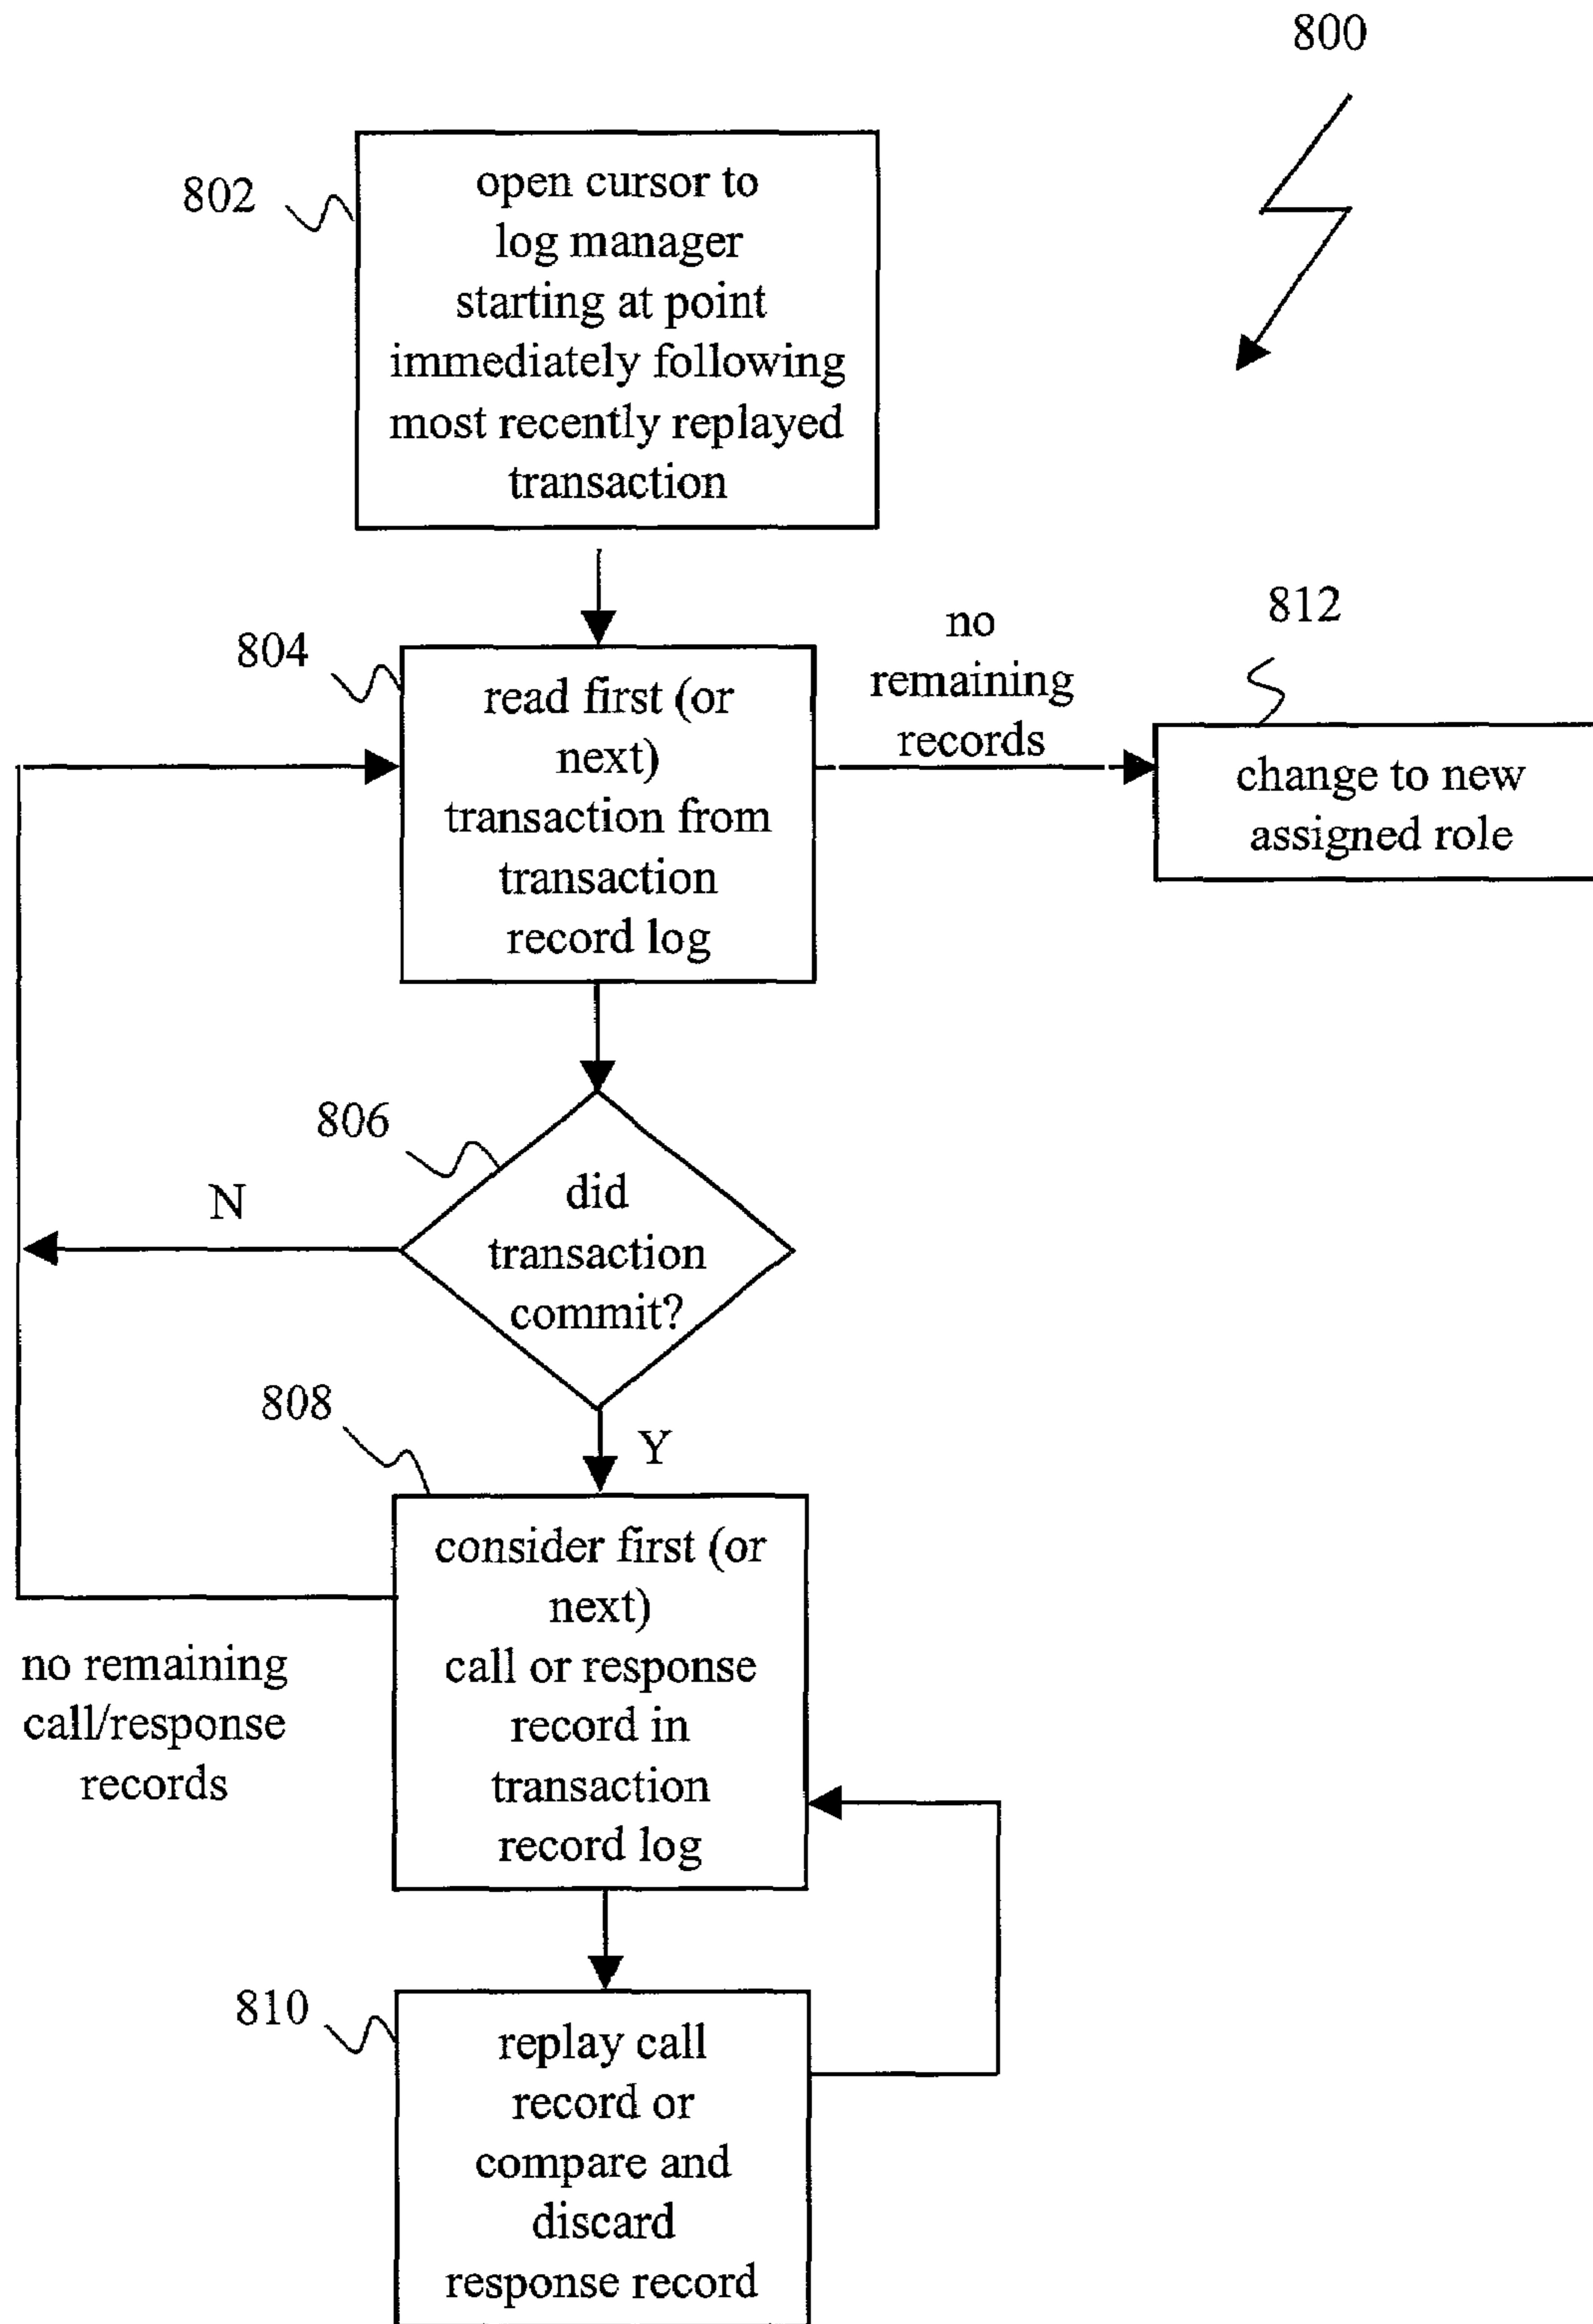 800
802
open cursor to
log manager
starting at point
immediately following
most recently replayed
transaction
804
read first (or
next)
transaction from
transaction
record log
no
remaining
records
812
change to new
assigned role
806
did
transaction
commit?
N
Y
808
consider first (or
next)
call or response
record in
transaction
record log
no remaining
call/response
records
810
replay call
record or
compare and
discard
response record